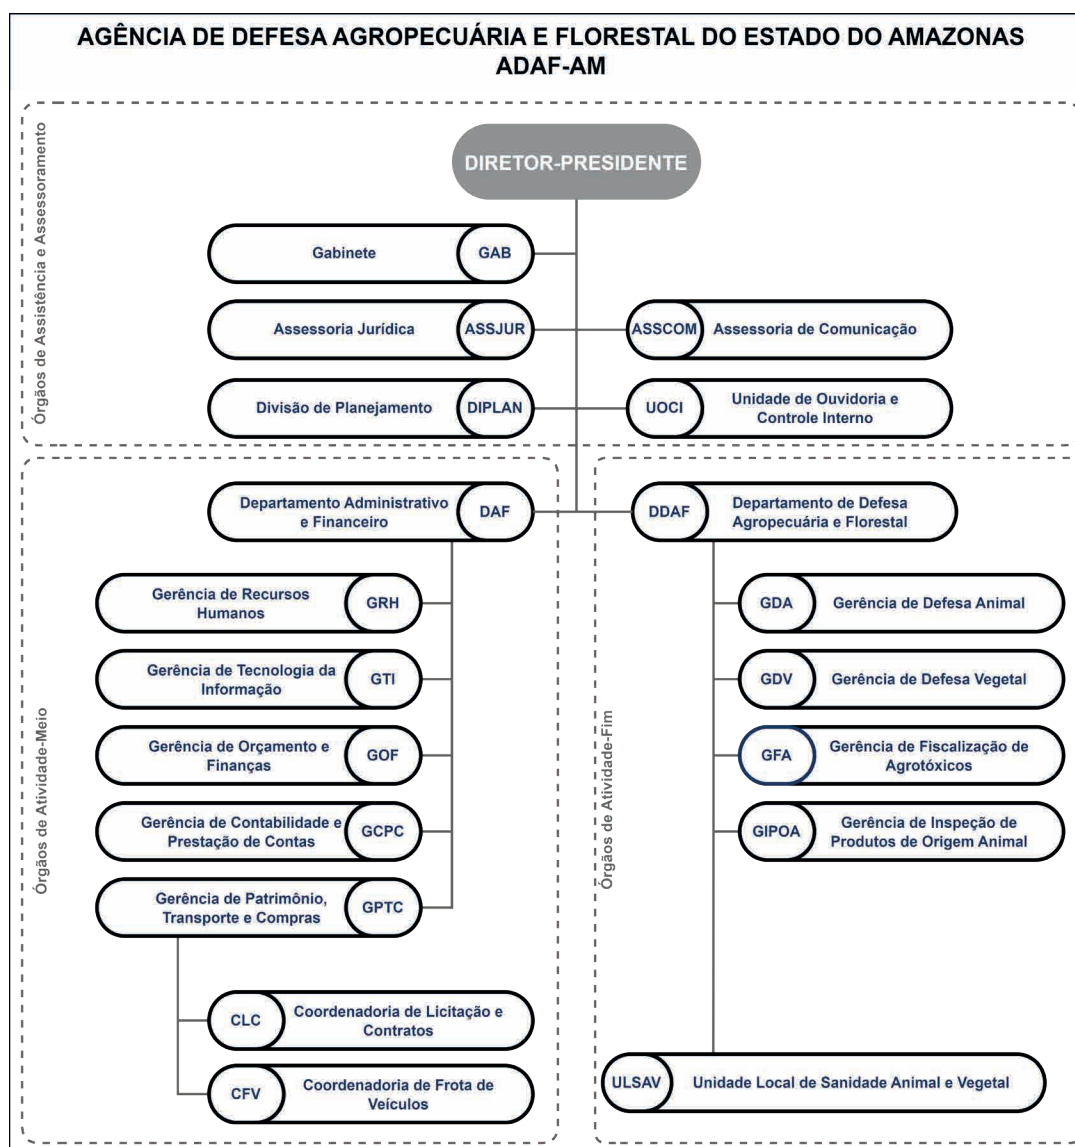 AGÊNCIA DE DEFESA AGROPECUÁRIA E FLORESTAL DO ESTADO DO AMAZONAS
ADAF-AM
Órgãos de Assistência e Assessoramento
DIRETOR-PRESIDENTE
Gabinete
GAB
Assessoria Jurídica
ASSJUR
ASSCOM
Assessoria de Comunicação
Divisão de Planejamento
DIPLAN
UOCI
Unidade de Ouvidoria e
Controle Interno
Órgãos de Atividade-Meio
Departamento Administrativo
e Financeiro
DAF
Gerência de Recursos
Humanos
GRH
Gerência de Tecnologia da
Informação
GTI
Gerência de Orçamento e
Finanças
GOF
Gerência de Contabilidade e
Prestação de Contas
GCPC
Gerência de Patrimônio,
Transporte e Compras
GPTC
CLC
Coordenadoria de Licitação e
Contratos
CFV
Coordenadoria de Frota de
Veículos
Órgãos de Atividade-Fim
DDAF
Departamento de Defesa
Agropecuária e Florestal
GDA
Gerência de Defesa Animal
GDV
Gerência de Defesa Vegetal
GFA
Gerência de Fiscalização de
Agrotóxicos
GIPOA
Gerência de Inspeção de
Produtos de Origem Animal
ULSAV
Unidade Local de Sanidade Animal e Vegetal